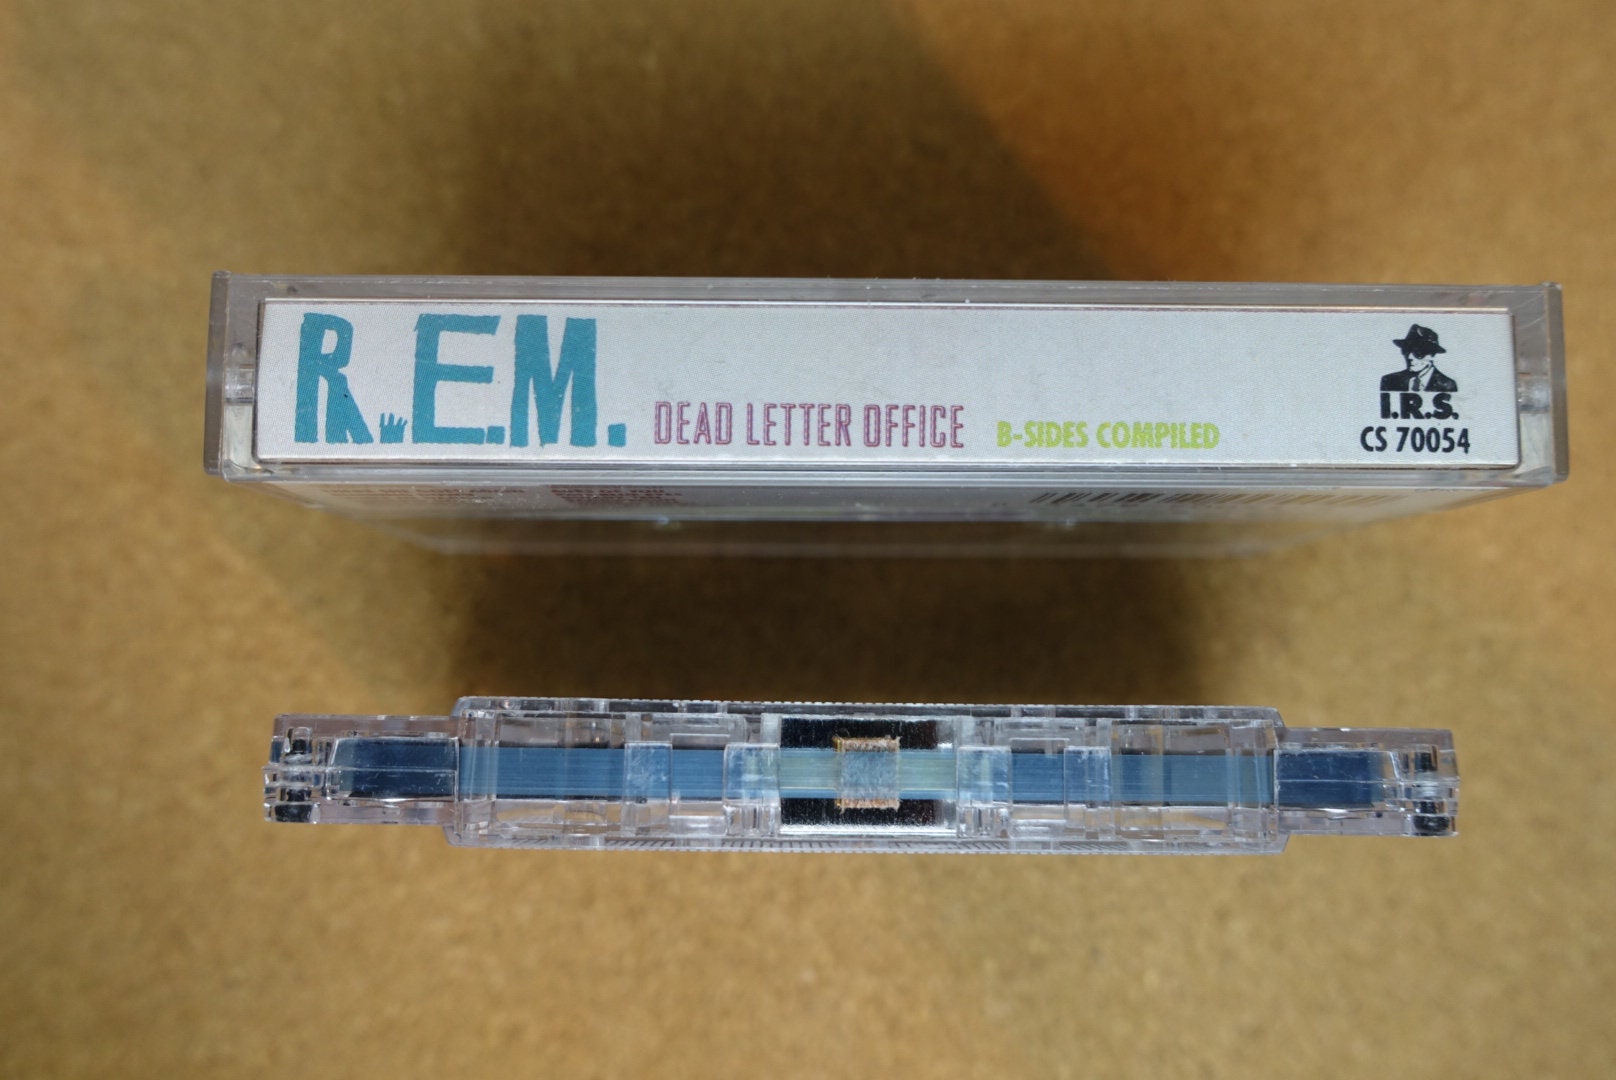 R.E.M. DEAD LETTER OFFICE B-SIDES COMPILED
I.R.S.
CS 70054